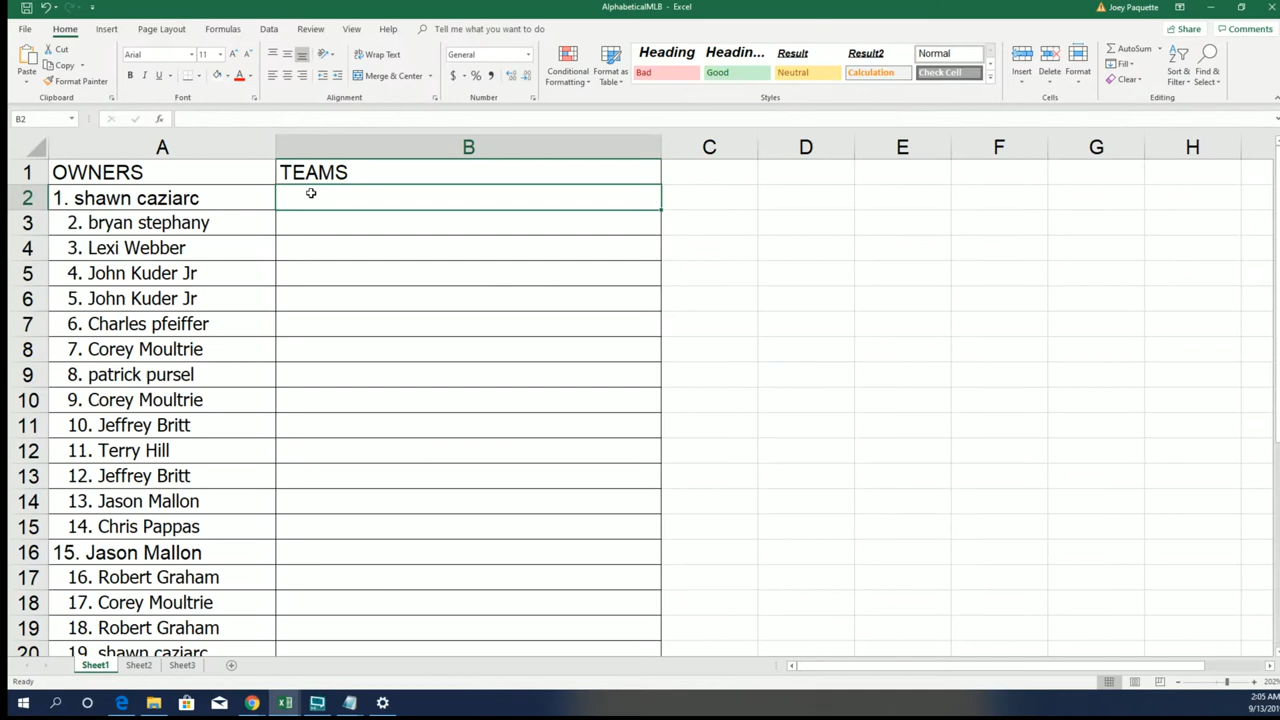 AlphabeticalMLB - Excel
Joey Paquette
File Home Insert Page Layout Formulas Data Review View Help Tell me what you want to do Share Comments
Paste Cut Copy Format Painter Clipboard
Arial 11 B I U A Font
Wrap Text Merge & Center Alignment
General $ % , Number
Conditional Formatting Format as Table
Heading Headin... Result Result2 Normal
Bad Good Neutral Calculation Check Cell
Styles
Insert Delete Format Cells
AutoSum Fill Clear Sort & Filter Find & Select Editing
B2 fx
A B C D E F G H
1 OWNERS TEAMS
2 1. shawn caziarc
3 2. bryan stephany
4 3. Lexi Webber
5 4. John Kuder Jr
6 5. John Kuder Jr
7 6. Charles pfeiffer
8 7. Corey Moultrie
9 8. patrick pursel
10 9. Corey Moultrie
11 10. Jeffrey Britt
12 11. Terry Hill
13 12. Jeffrey Britt
14 13. Jason Mallon
15 14. Chris Pappas
16 15. Jason Mallon
17 16. Robert Graham
18 17. Corey Moultrie
19 18. Robert Graham
20 19. shawn caziarc
Sheet1 Sheet2 Sheet3
Ready
2:05 AM